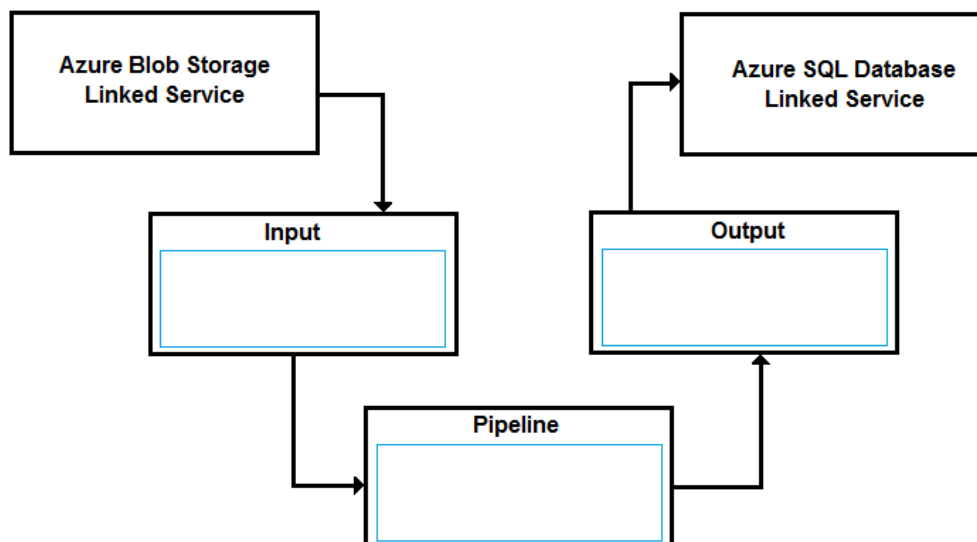 Azure Blob Storage
Linked Service
Azure SQL Database
Linked Service
Input
Output
Pipeline